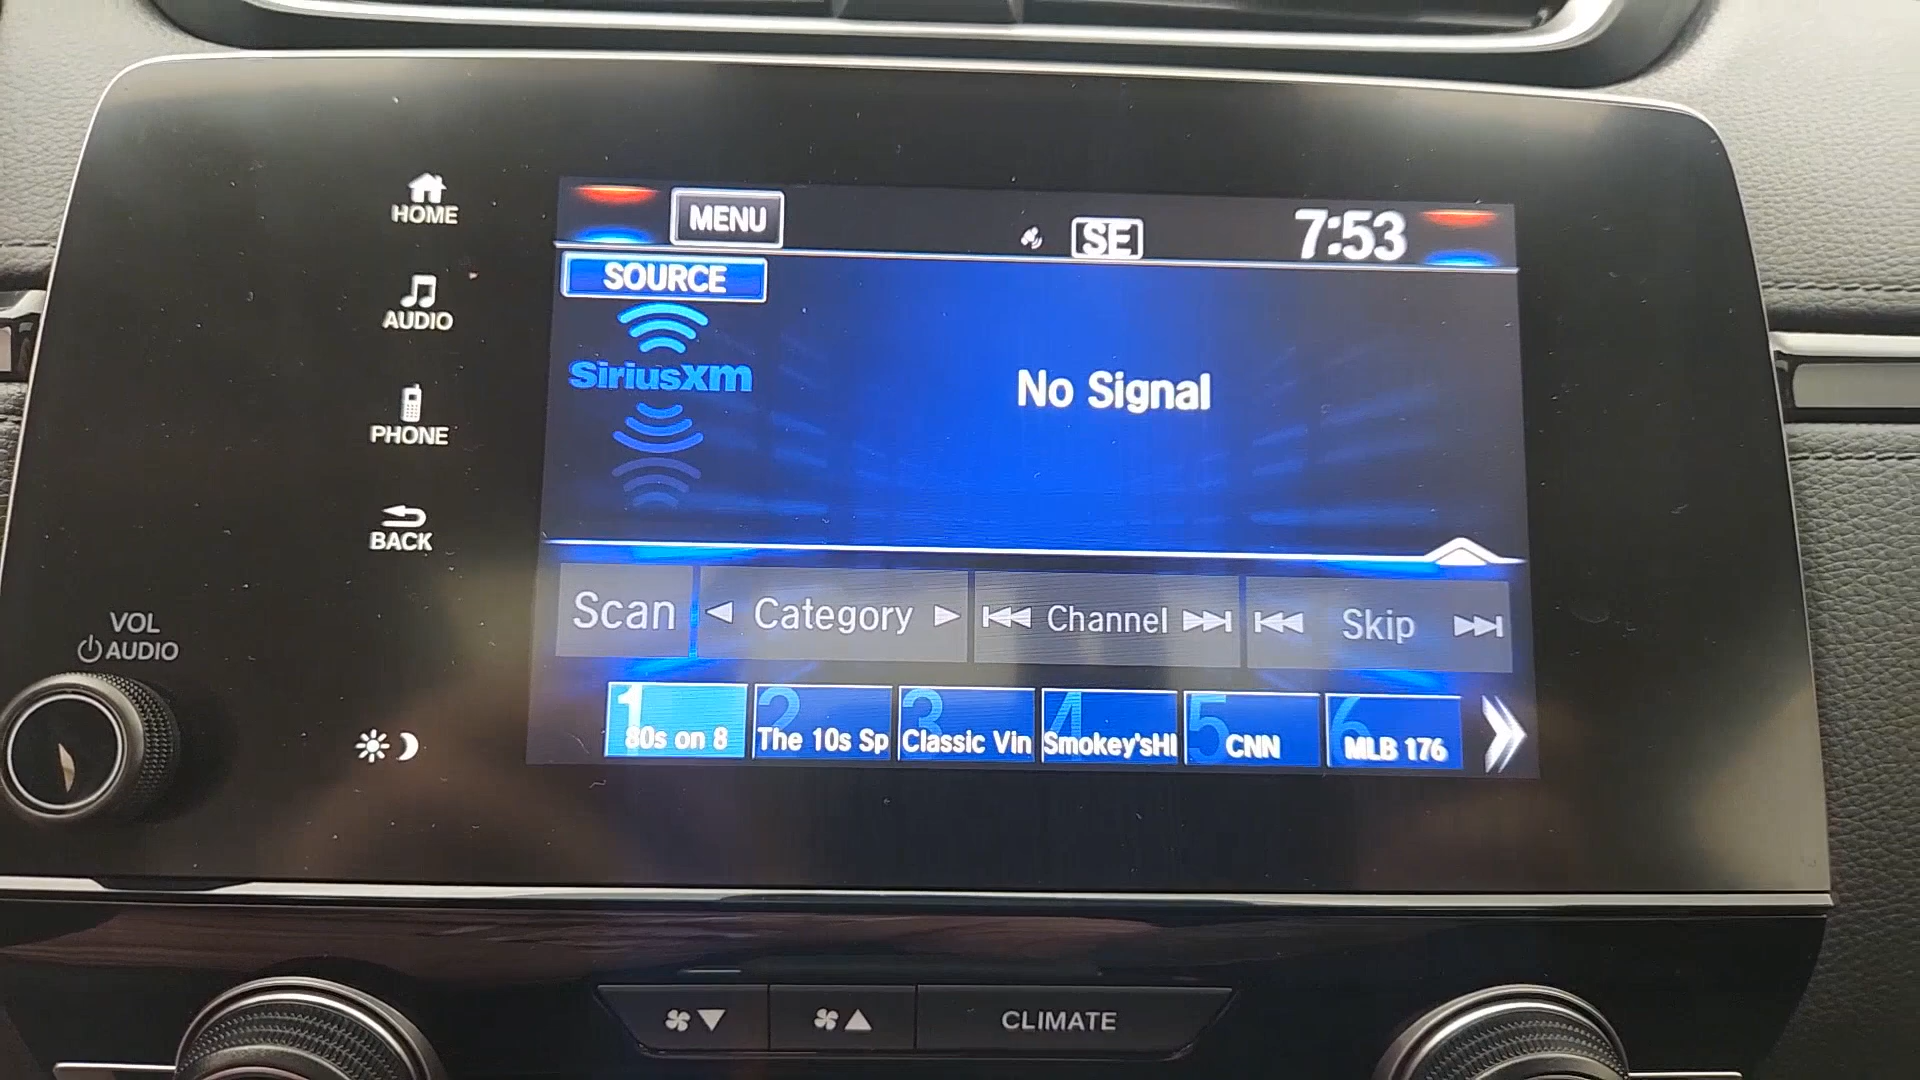 HOME
AUDIO
PHONE
BACK
VOL
AUDIO
MENU
SE
7:53
SOURCE
SiriusXm
No Signal
Scan
Category
Channel
Skip
1 80s on 8
2 The 10s Sp
3 Classic Vin
4 Smokey'sHl
5 CNN
6 MLB 176
CLIMATE